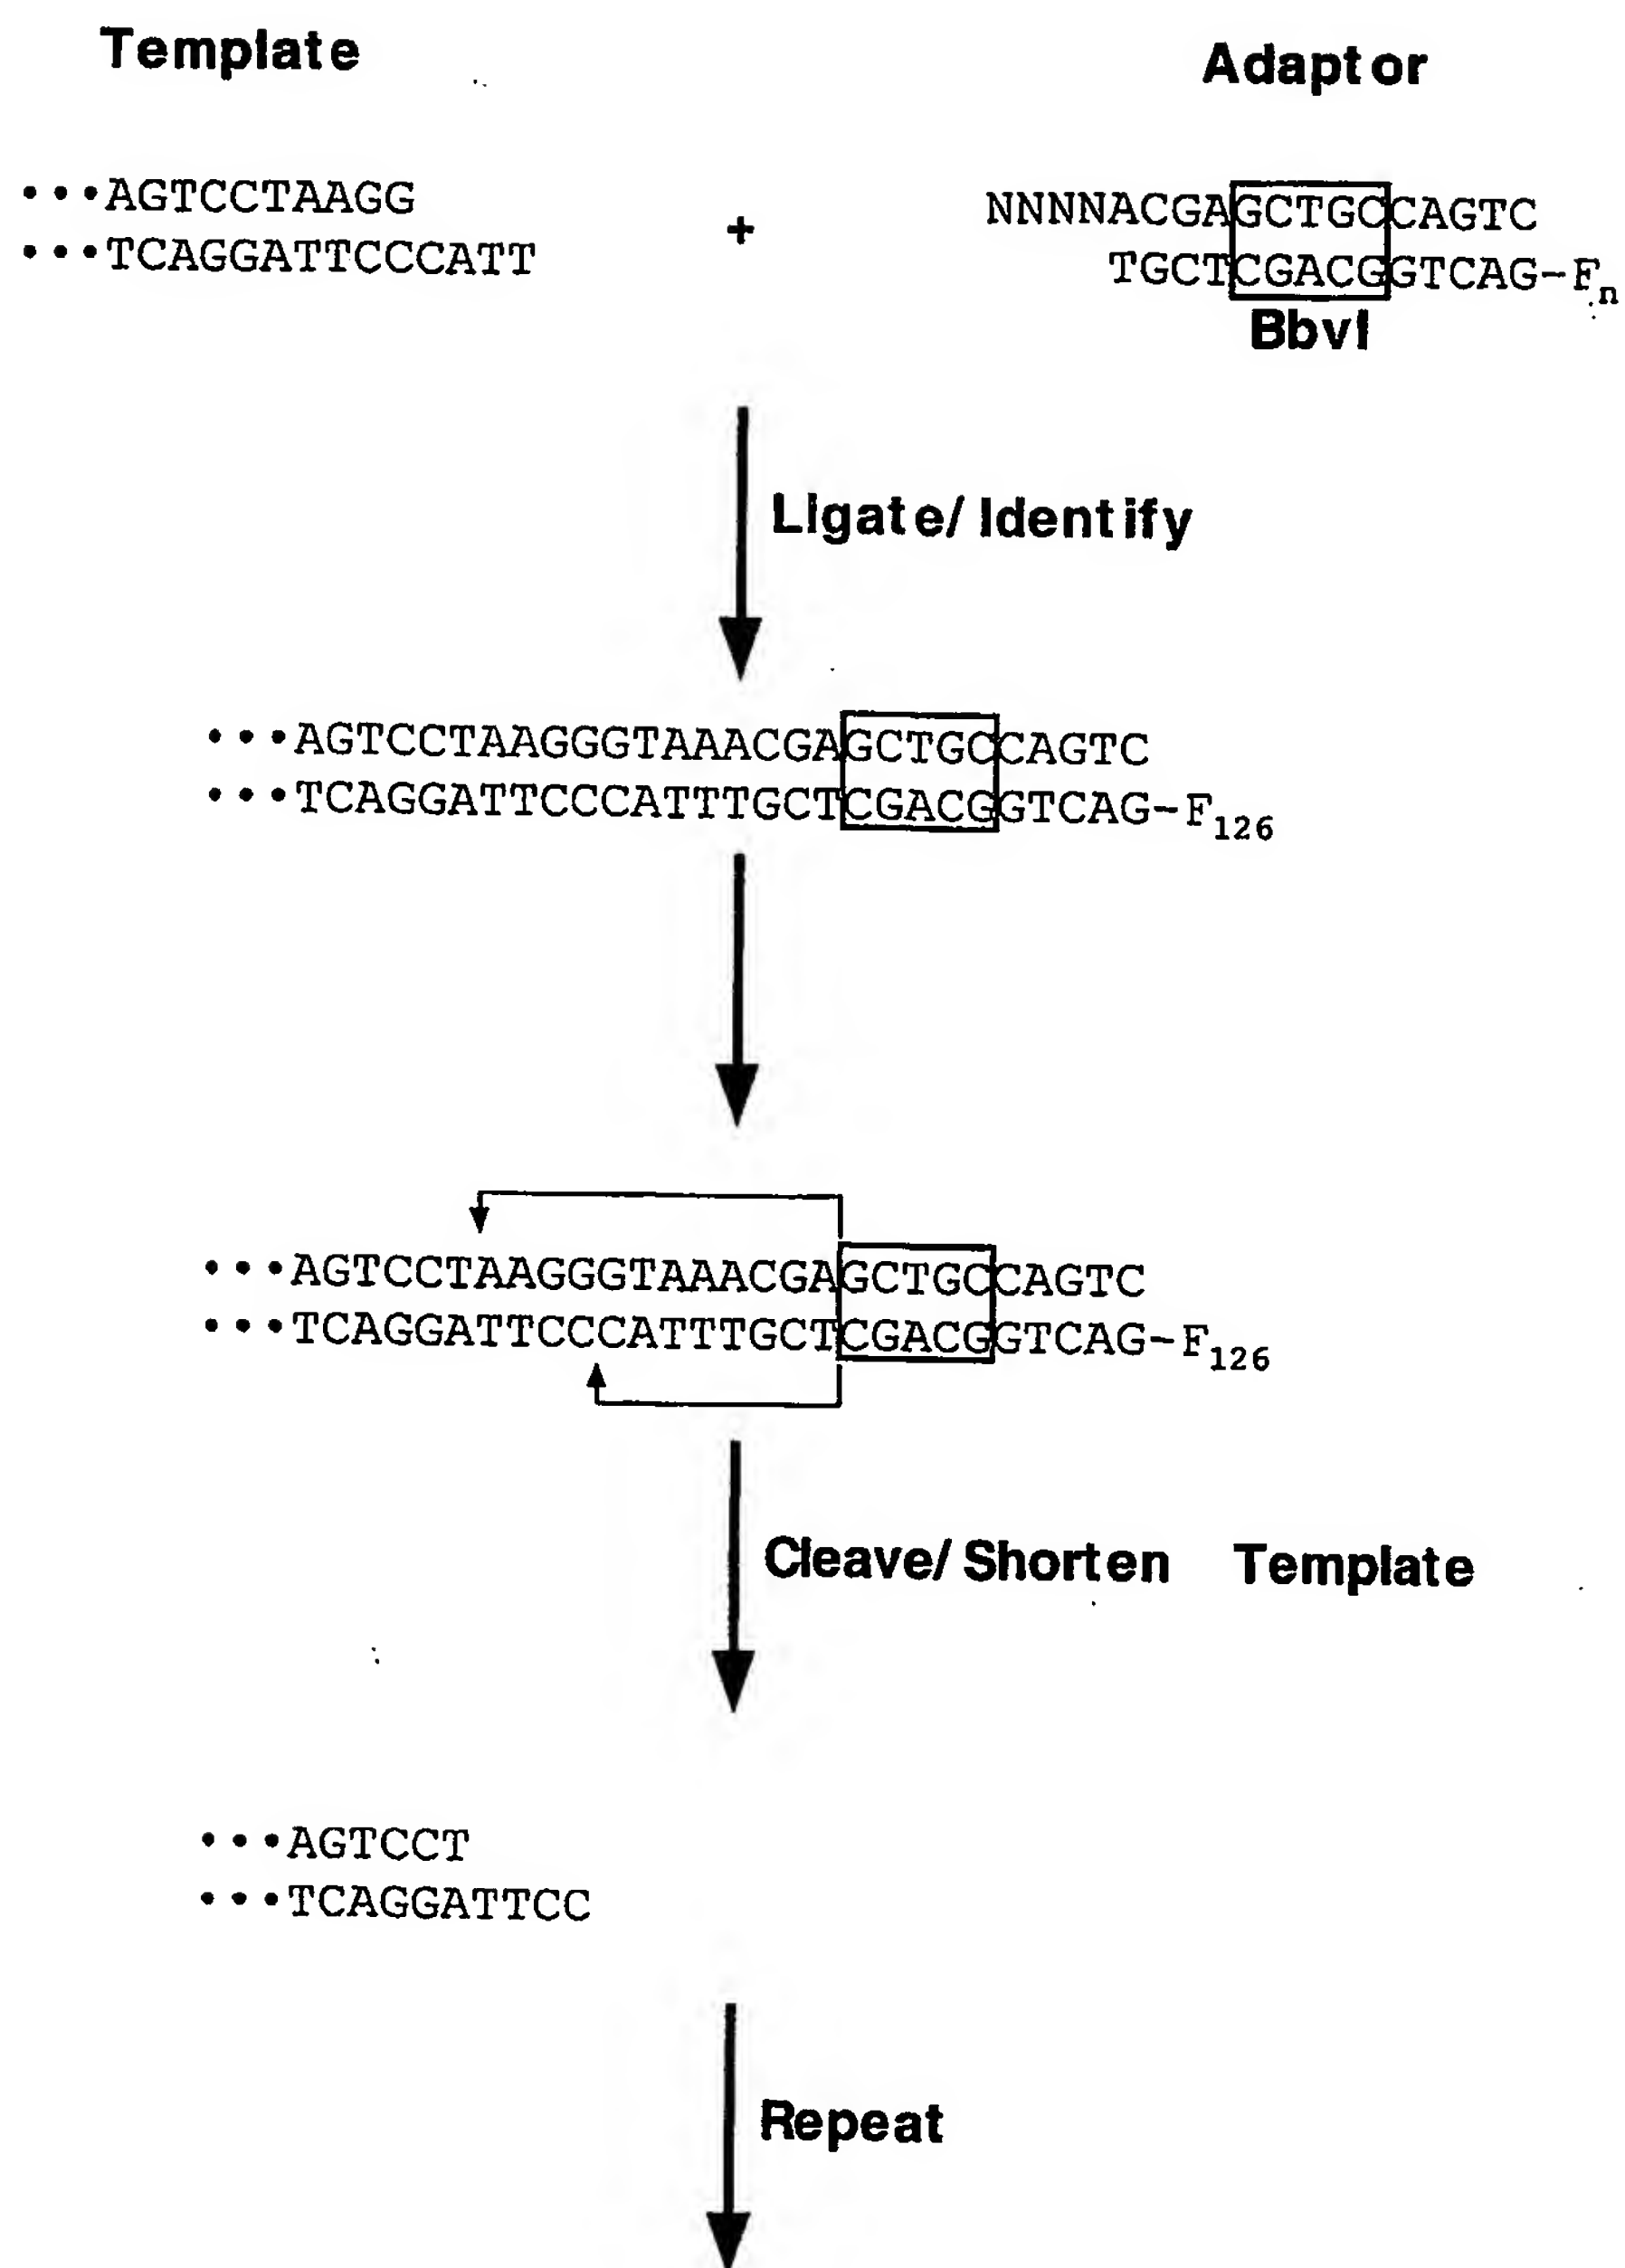 Template
Adaptor
•••AGTCCTAAGG
•••TCAGGATTCCCATT
+
NNNNACGAGCTGCCAGTC
TGCTCGACGGTCAG-Fn
BbvI
Ligate/Identify
•••AGTCCTAAGGGTAAACGAGCTGCCAGTC
•••TCAGGATTCCCATTTGCTCGACGGTCAG-F126
•••AGTCCTAAGGGTAAACGAGCTGCCAGTC
•••TCAGGATTCCCATTTGCTCGACGGTCAG-F126
Cleave/Shorten Template
•••AGTCCT
•••TCAGGATTCC
Repeat